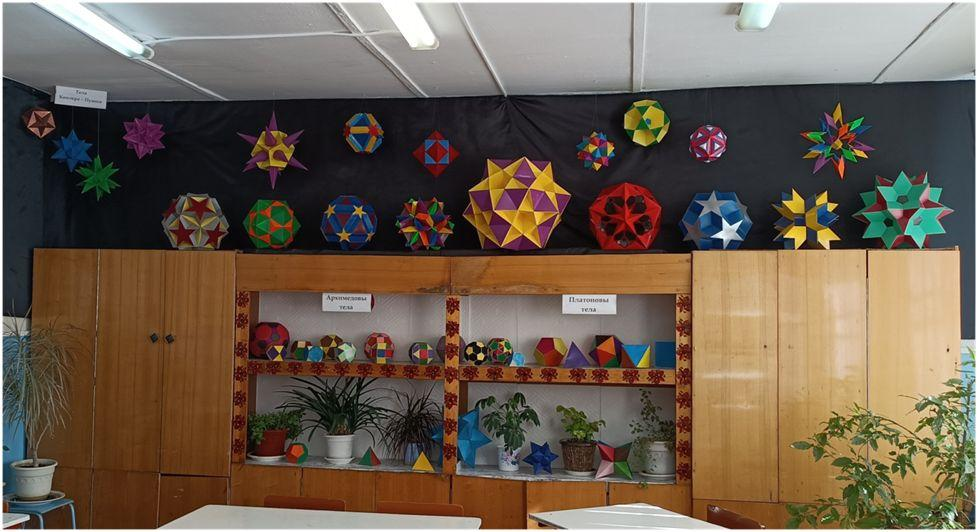 Тела
Кеплера - Пуансо
Архимедовы
тела
Платоновы
тела